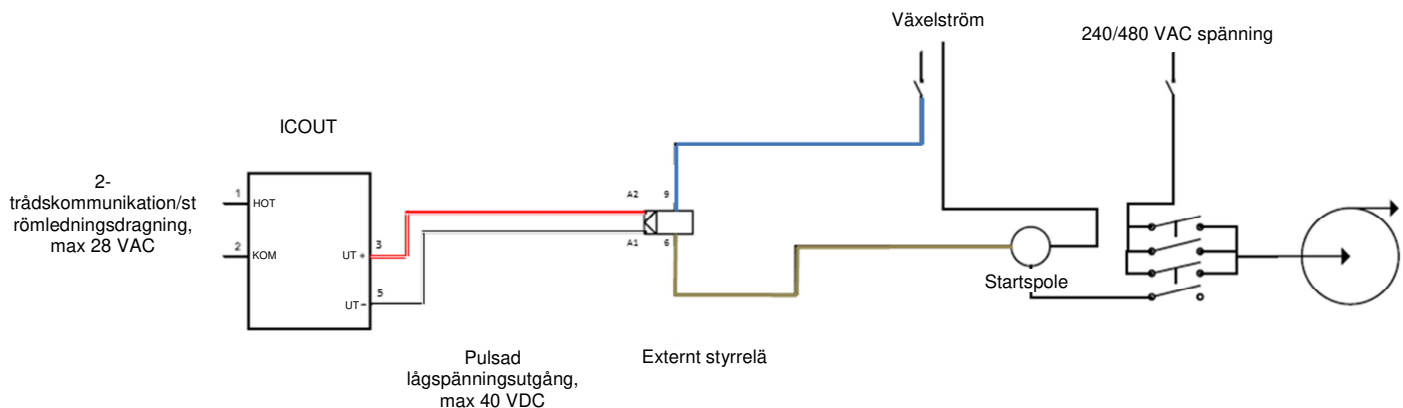 Växelström
240/480 VAC spänning
ICOUT
2-
trådskommunikation/st
römledningsdragning,
max 28 VAC
1
HOT
2
KOM
UT +
3
UT –
5
A2
9
A1
6
Startspole
Pulsad
lågspänningsutgång,
max 40 VDC
Externt styrrelä